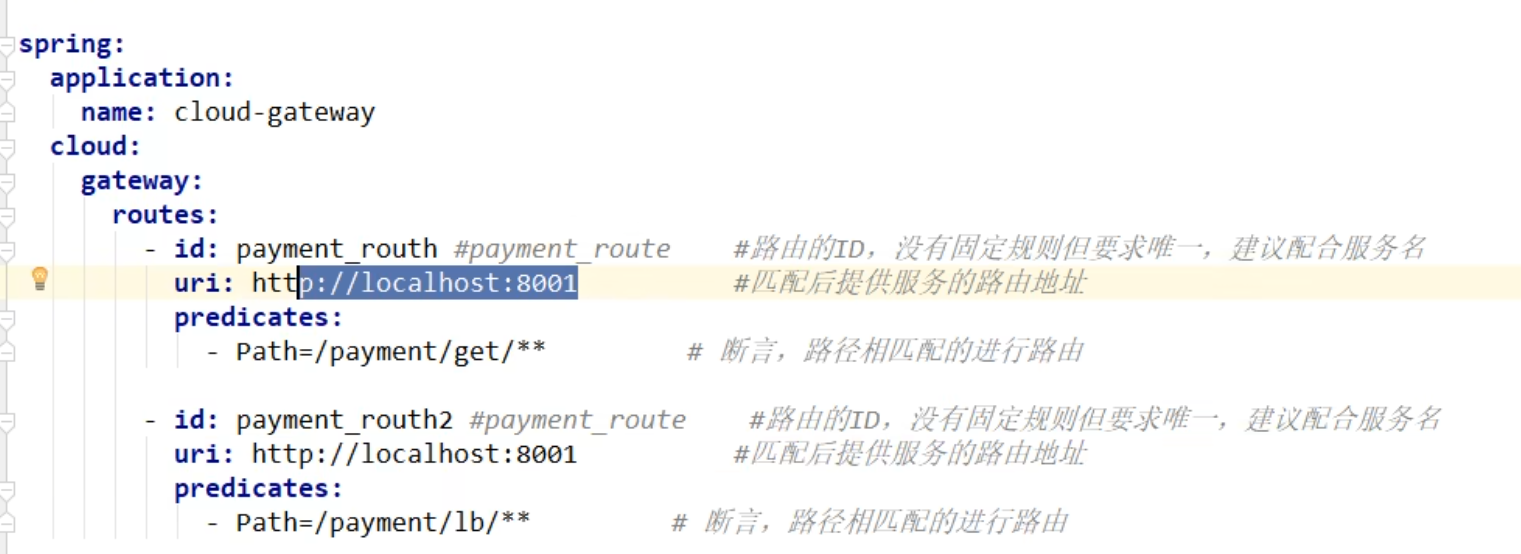 spring:
application:
name: cloud-gateway
cloud:
gateway:
routes:
- id: payment_routh #payment_route #路由的ID，没有固定规则但要求唯一，建议配合服务名
uri: http://localhost:8001 #匹配后提供服务的路由地址
predicates:
- Path=/payment/get/** # 断言，路径相匹配的进行路由
- id: payment_routh2 #payment_route #路由的ID，没有固定规则但要求唯一，建议配合服务名
uri: http://localhost:8001 #匹配后提供服务的路由地址
predicates:
- Path=/payment/lb/** # 断言，路径相匹配的进行路由